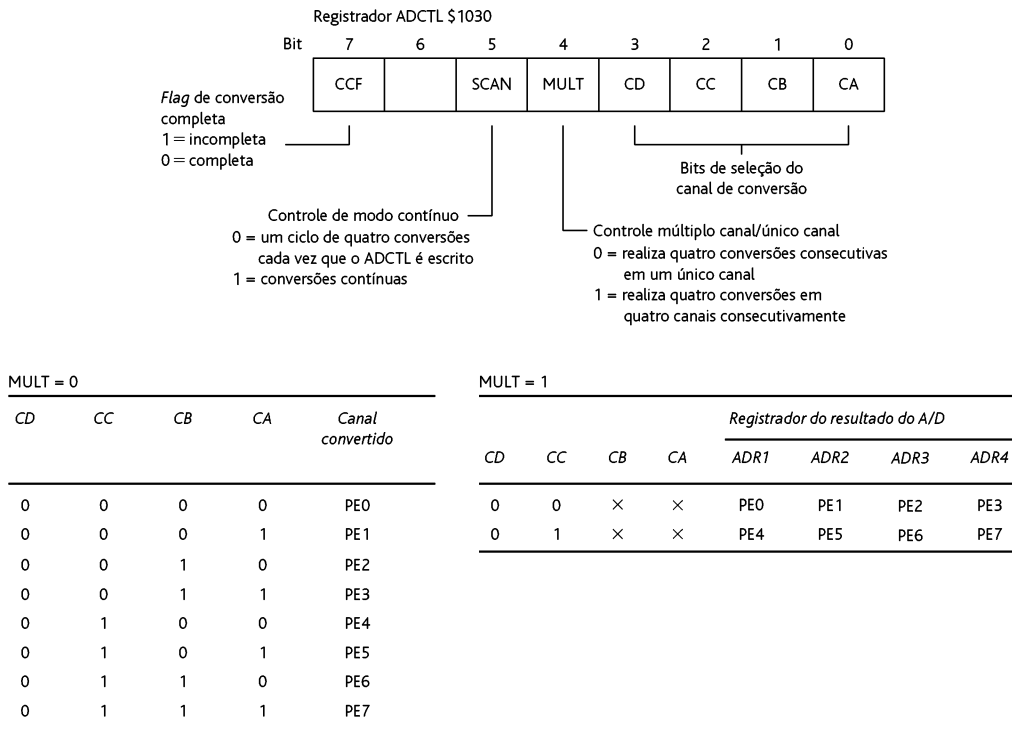 Registrador ADCTL $1030
Bit 7 6 5 4 3 2 1 0
CCF SCAN MULT CD CC CB CA
Flag de conversão
completa
1 = incompleta
0 = completa
Bits de seleção do
canal de conversão
Controle de modo contínuo
0 = um ciclo de quatro conversões
cada vez que o ADCTL é escrito
1 = conversões contínuas
Controle múltiplo canal/único canal
0 = realiza quatro conversões consecutivas
em um único canal
1 = realiza quatro conversões em
quatro canais consecutivamente
MULT = 0
CD CC CB CA Canal
convertido
0 0 0 0 PE0
0 0 0 1 PE1
0 0 1 0 PE2
0 0 1 1 PE3
0 1 0 0 PE4
0 1 0 1 PE5
0 1 1 0 PE6
0 1 1 1 PE7
MULT = 1
Registrador do resultado do A/D
CD CC CB CA ADR1 ADR2 ADR3 ADR4
0 0 × × PE0 PE1 PE2 PE3
0 1 × × PE4 PE5 PE6 PE7